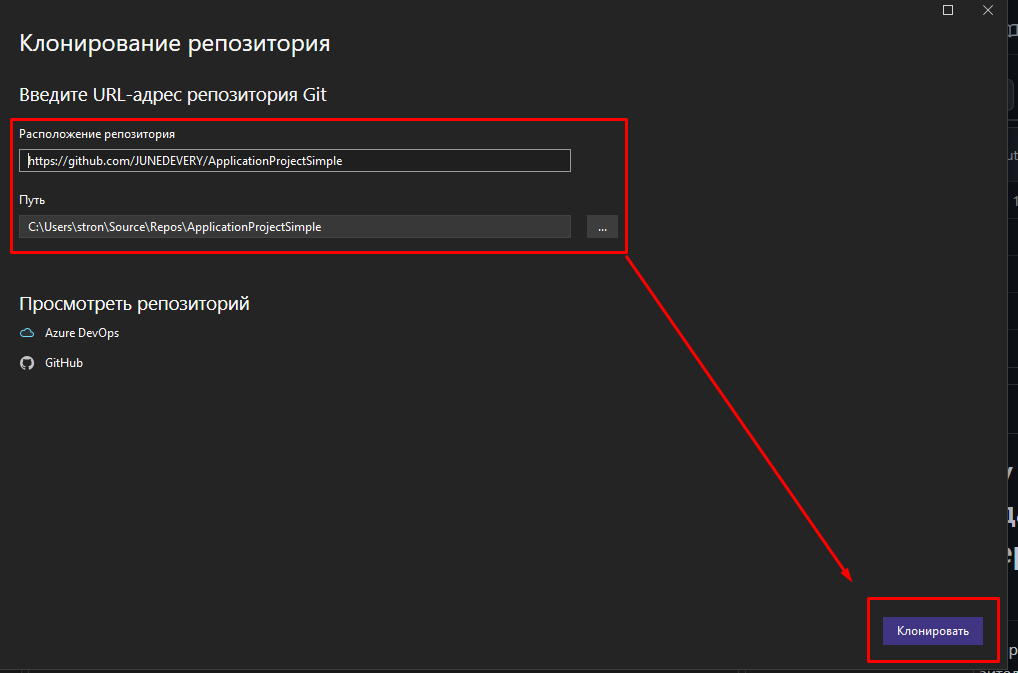 Клонирование репозитория
Введите URL-адрес репозитория Git
Расположение репозитория
https://github.com/JUNEDEVERY/ApplicationProjectSimple
Путь
C:\Users\stron\Source\Repos\ApplicationProjectSimple
...
Просмотреть репозиторий
Azure DevOps
GitHub
Клонировать